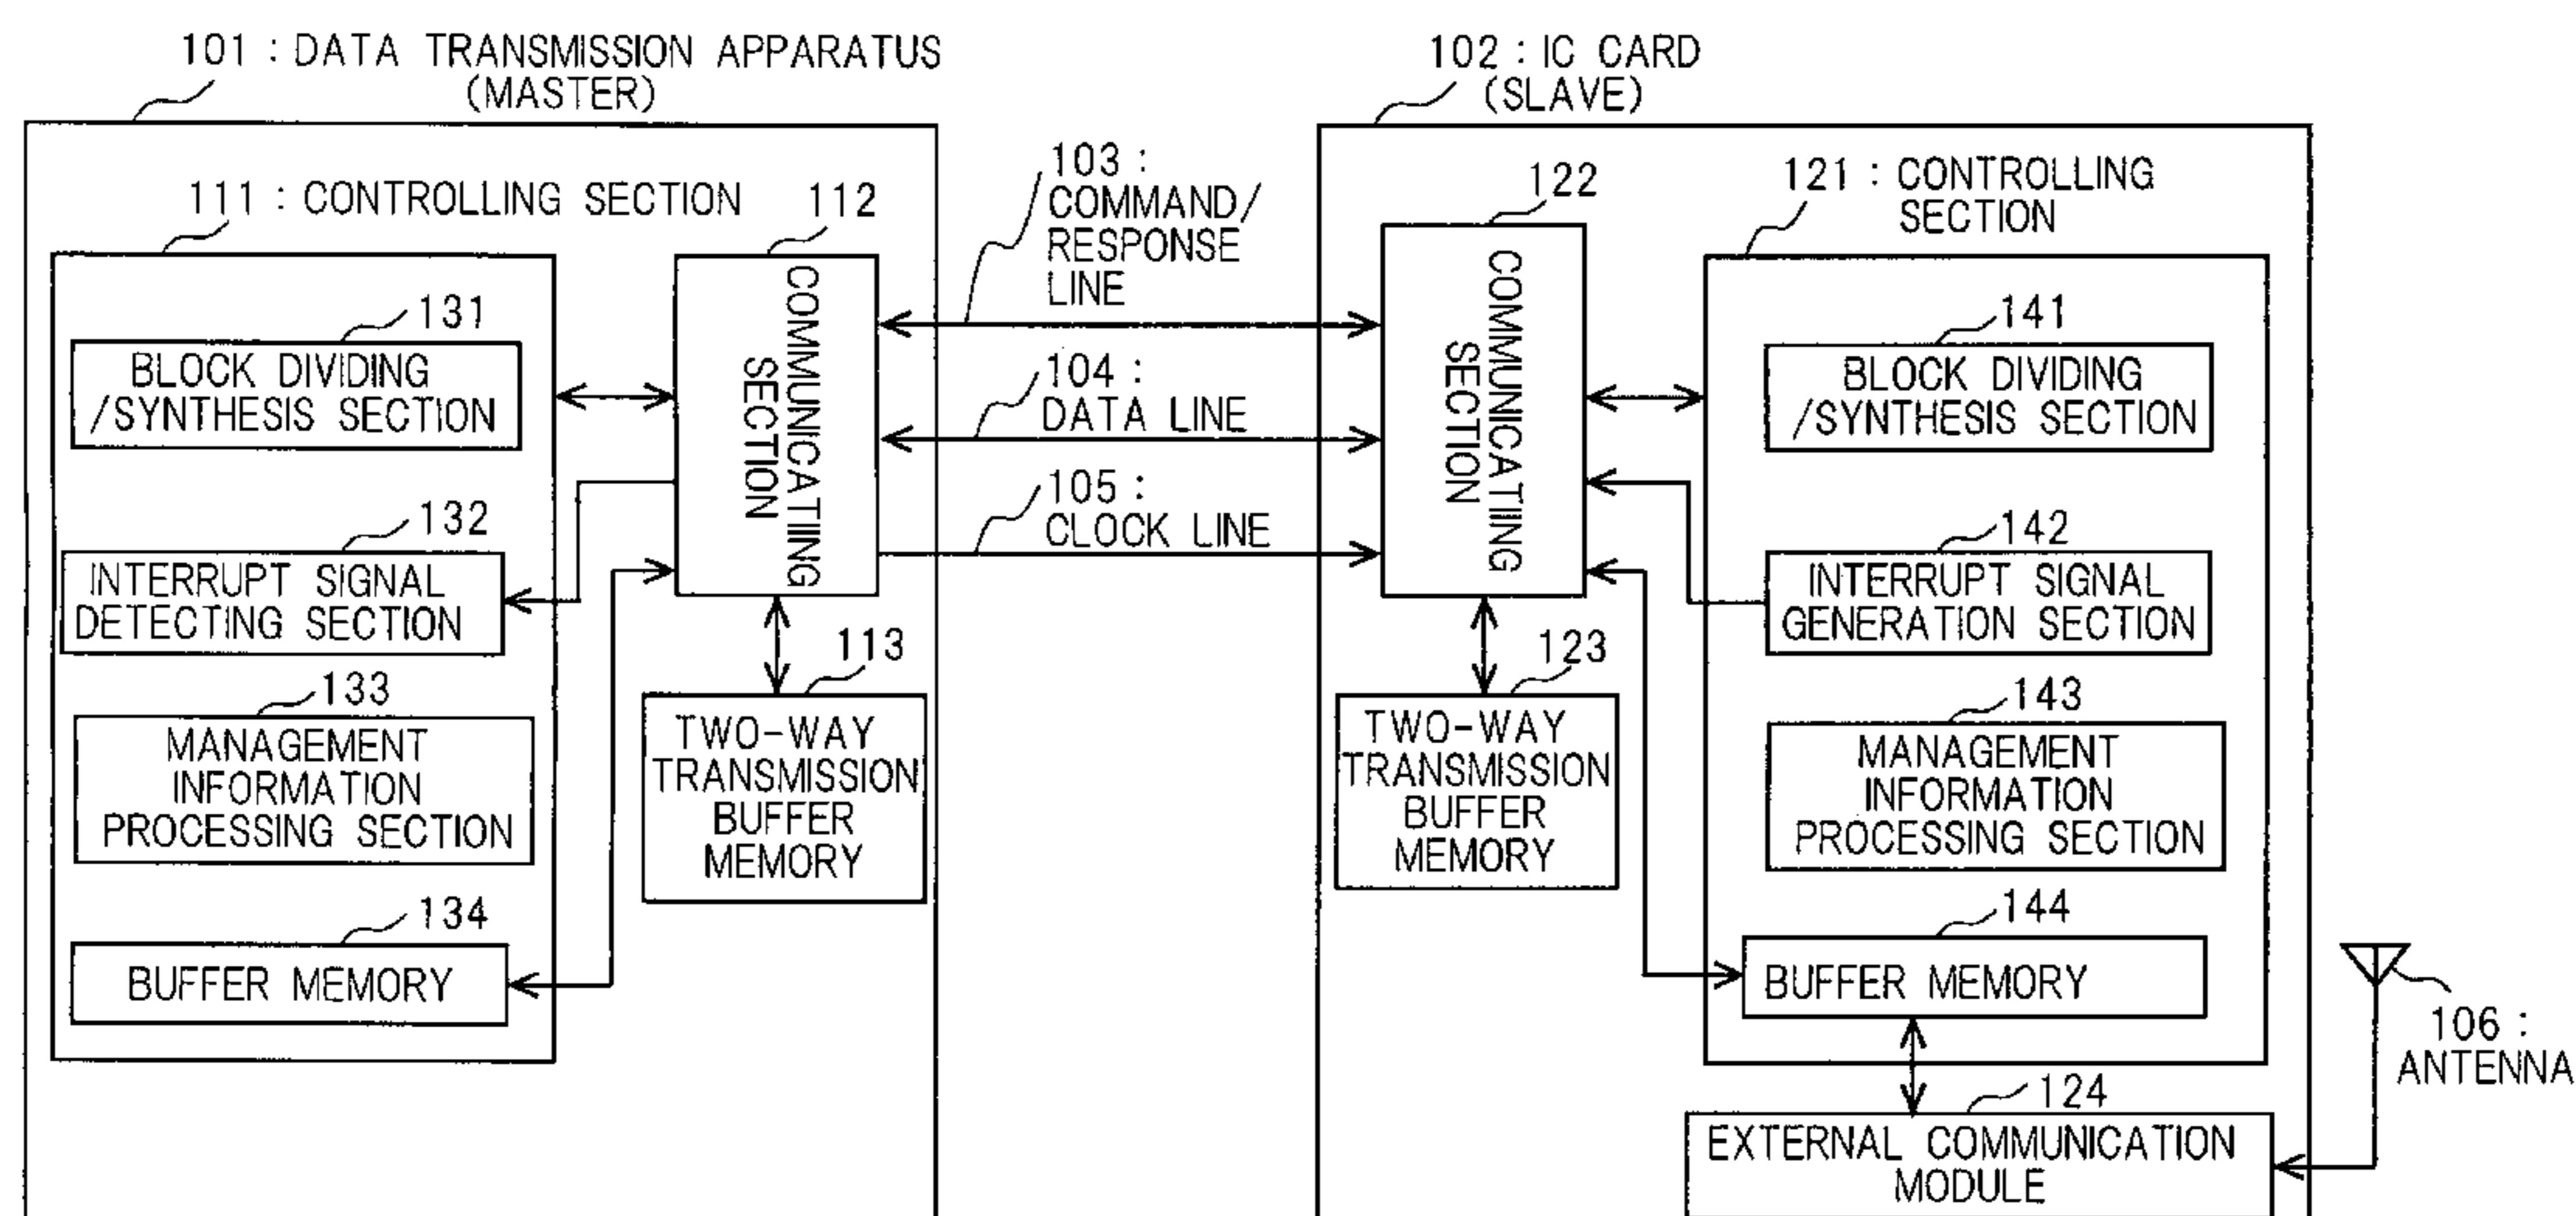 101 : DATA TRANSMISSION APPARATUS
(MASTER)
111 : CONTROLLING SECTION
112
131
BLOCK DIVIDING
/SYNTHESIS SECTION
132
INTERRUPT SIGNAL
DETECTING SECTION
133
MANAGEMENT
INFORMATION
PROCESSING SECTION
134
BUFFER MEMORY
COMMUNICATING
SECTION
113
TWO-WAY
TRANSMISSION
BUFFER
MEMORY
103 :
COMMAND/
RESPONSE
LINE
104 :
DATA LINE
105 :
CLOCK LINE
102 : IC CARD
(SLAVE)
122
COMMUNICATING
SECTION
123
TWO-WAY
TRANSMISSION
BUFFER
MEMORY
121 : CONTROLLING
SECTION
141
BLOCK DIVIDING
/SYNTHESIS SECTION
142
INTERRUPT SIGNAL
GENERATION SECTION
143
MANAGEMENT
INFORMATION
PROCESSING SECTION
144
BUFFER MEMORY
124
EXTERNAL COMMUNICATION
MODULE
106 :
ANTENNA